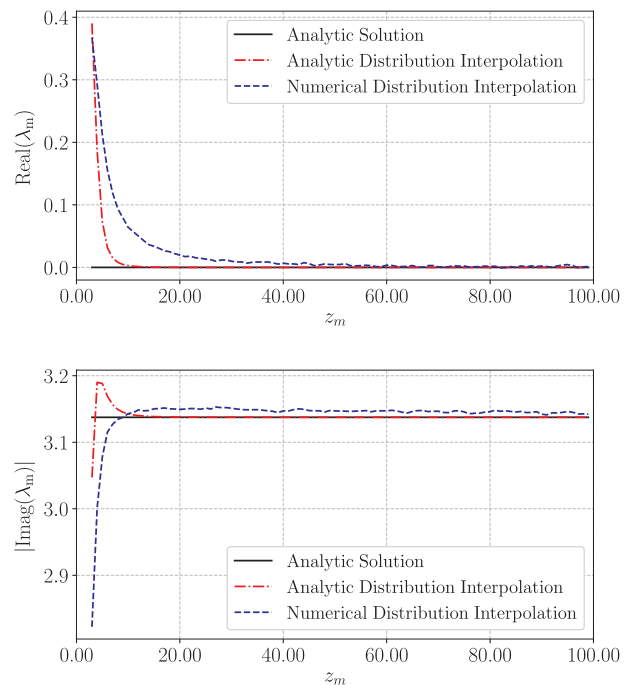 Real(λm)
0.4
0.3
0.2
0.1
0.0
Analytic Solution
Analytic Distribution Interpolation
Numerical Distribution Interpolation
0.00 20.00 40.00 60.00 80.00 100.00
zm
|Imag(λm)|
3.2
3.1
3.0
2.9
Analytic Solution
Analytic Distribution Interpolation
Numerical Distribution Interpolation
0.00 20.00 40.00 60.00 80.00 100.00
zm